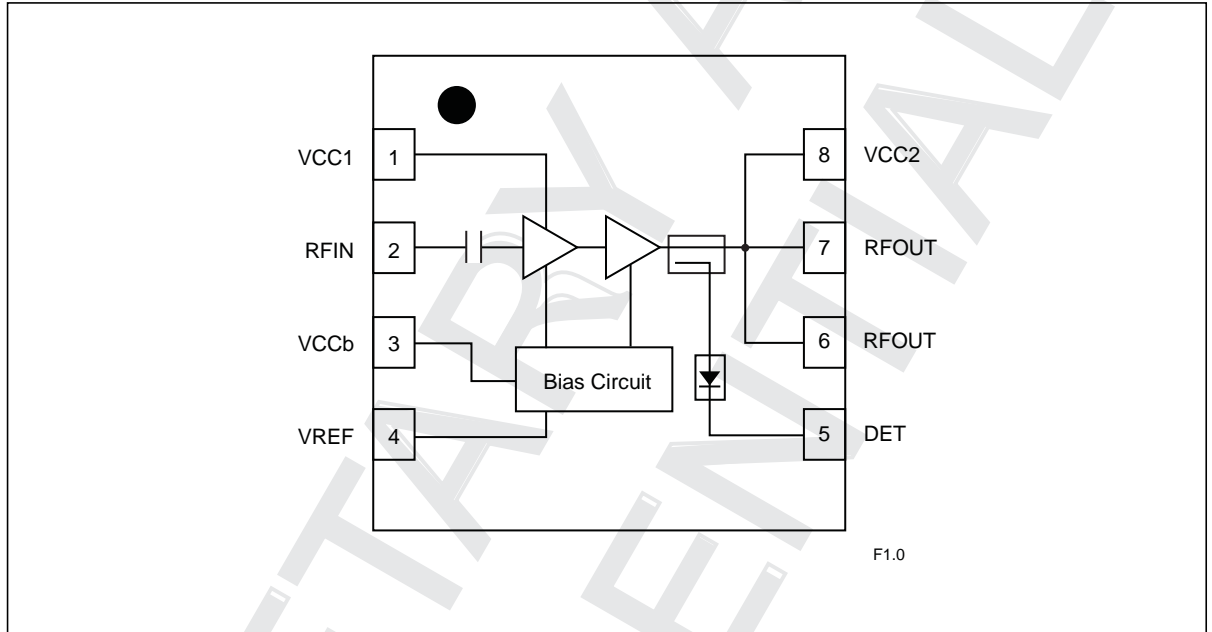 VCC1 1
8 VCC2
RFIN 2
7 RFOUT
VCCb 3
6 RFOUT
Bias Circuit
VREF 4
5 DET
F1.0